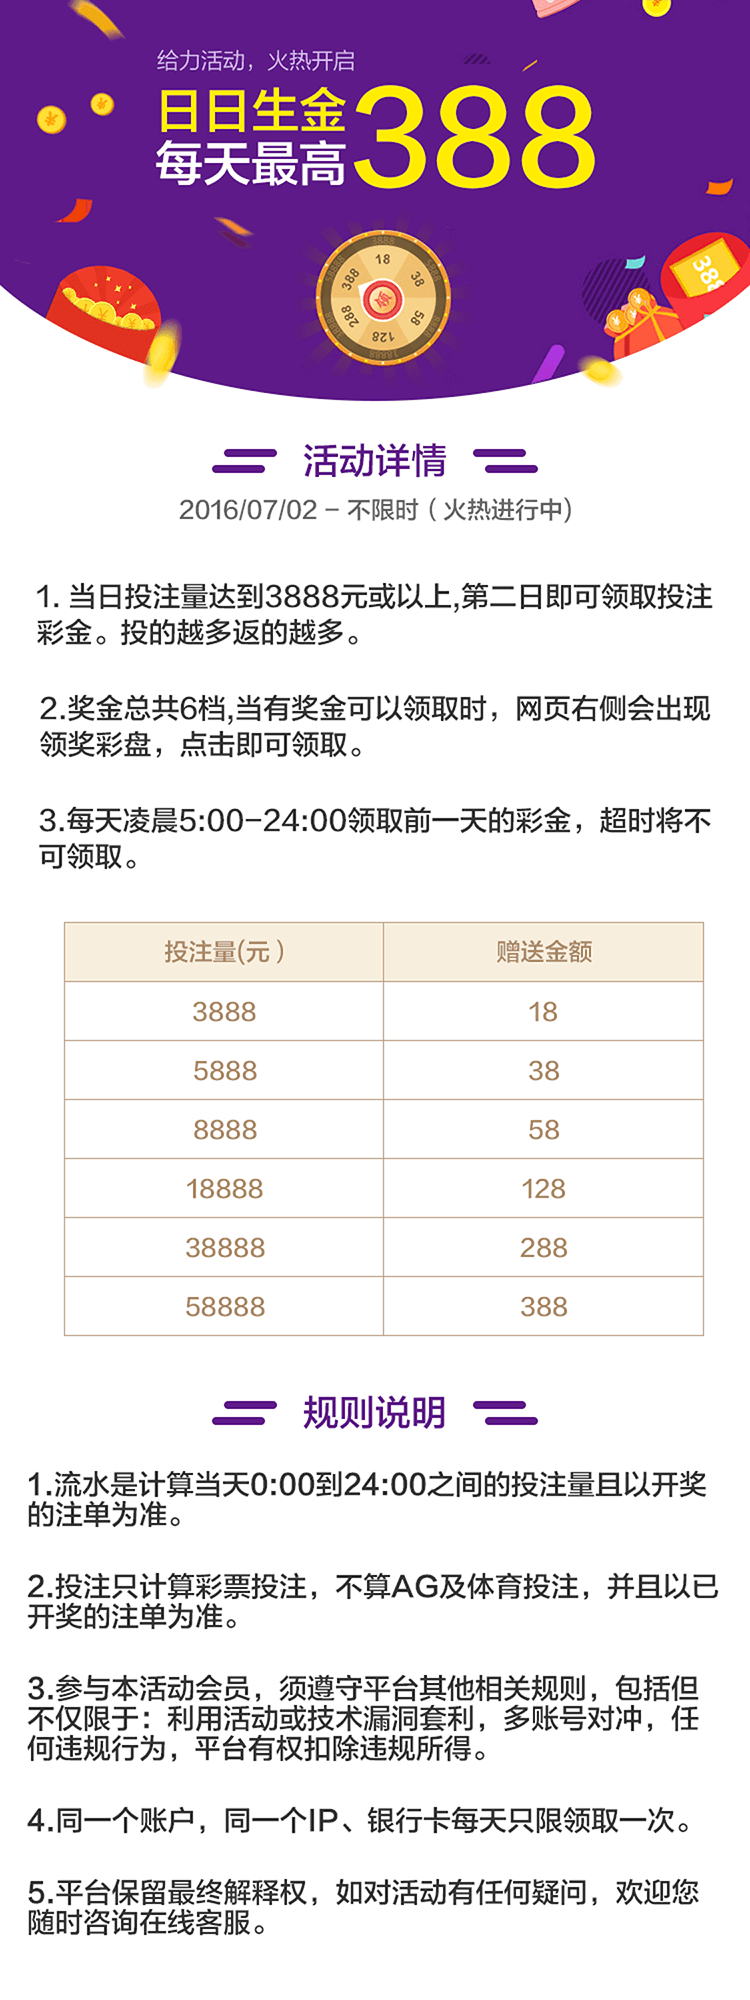 给力活动，火热开启
日日生金
每天最高
388
18
38
58
128
288
388
388
活动详情
2016/07/02 – 不限时（火热进行中）
1. 当日投注量达到3888元或以上,第二日即可领取投注
彩金。投的越多返的越多。
2.奖金总共6档,当有奖金可以领取时，网页右侧会出现
领奖彩盘，点击即可领取。
3.每天凌晨5:00-24:00领取前一天的彩金，超时将不
可领取。
投注量(元） 赠送金额
3888 18
5888 38
8888 58
18888 128
38888 288
58888 388
规则说明
1.流水是计算当天0:00到24:00之间的投注量且以开奖
的注单为准。
2.投注只计算彩票投注，不算AG及体育投注，并且以已
开奖的注单为准。
3.参与本活动会员，须遵守平台其他相关规则，包括但
不仅限于：利用活动或技术漏洞套利，多账号对冲，任
何违规行为，平台有权扣除违规所得。
4.同一个账户，同一个IP、银行卡每天只限领取一次。
5.平台保留最终解释权，如对活动有任何疑问，欢迎您
随时咨询在线客服。